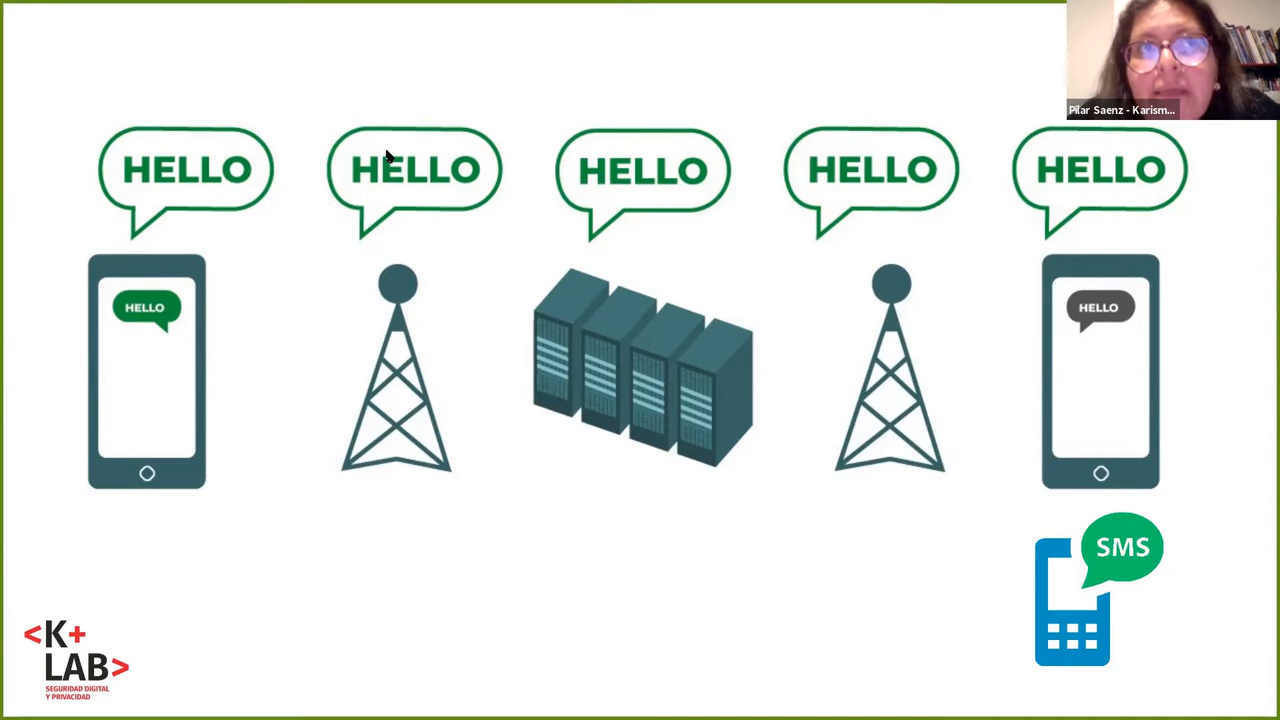 Pilar Saenz - Karism...
HELLO
HELLO
HELLO
HELLO
HELLO
HELLO
HELLO
SMS
<K+
LAB>
SEGURIDAD DIGITAL
Y PRIVACIDAD